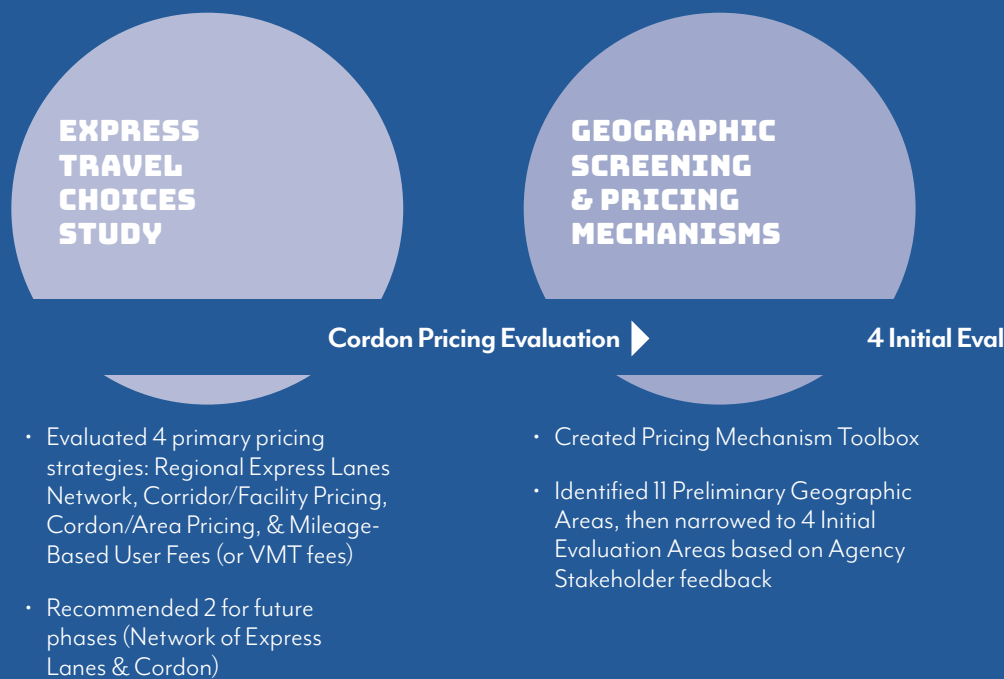 EXPRESS
TRAVEL
CHOICES
STUDY
GEOGRAPHIC
SCREENING
& PRICING
MECHANISMS
Cordon Pricing Evaluation
4 Initial Eval
• Evaluated 4 primary pricing
strategies: Regional Express Lanes
Network, Corridor/Facility Pricing,
Cordon/Area Pricing, & Mileage-
Based User Fees (or VMT fees)
• Recommended 2 for future
phases (Network of Express
Lanes & Cordon)
• Created Pricing Mechanism Toolbox
• Identified 11 Preliminary Geographic
Areas, then narrowed to 4 Initial
Evaluation Areas based on Agency
Stakeholder feedback